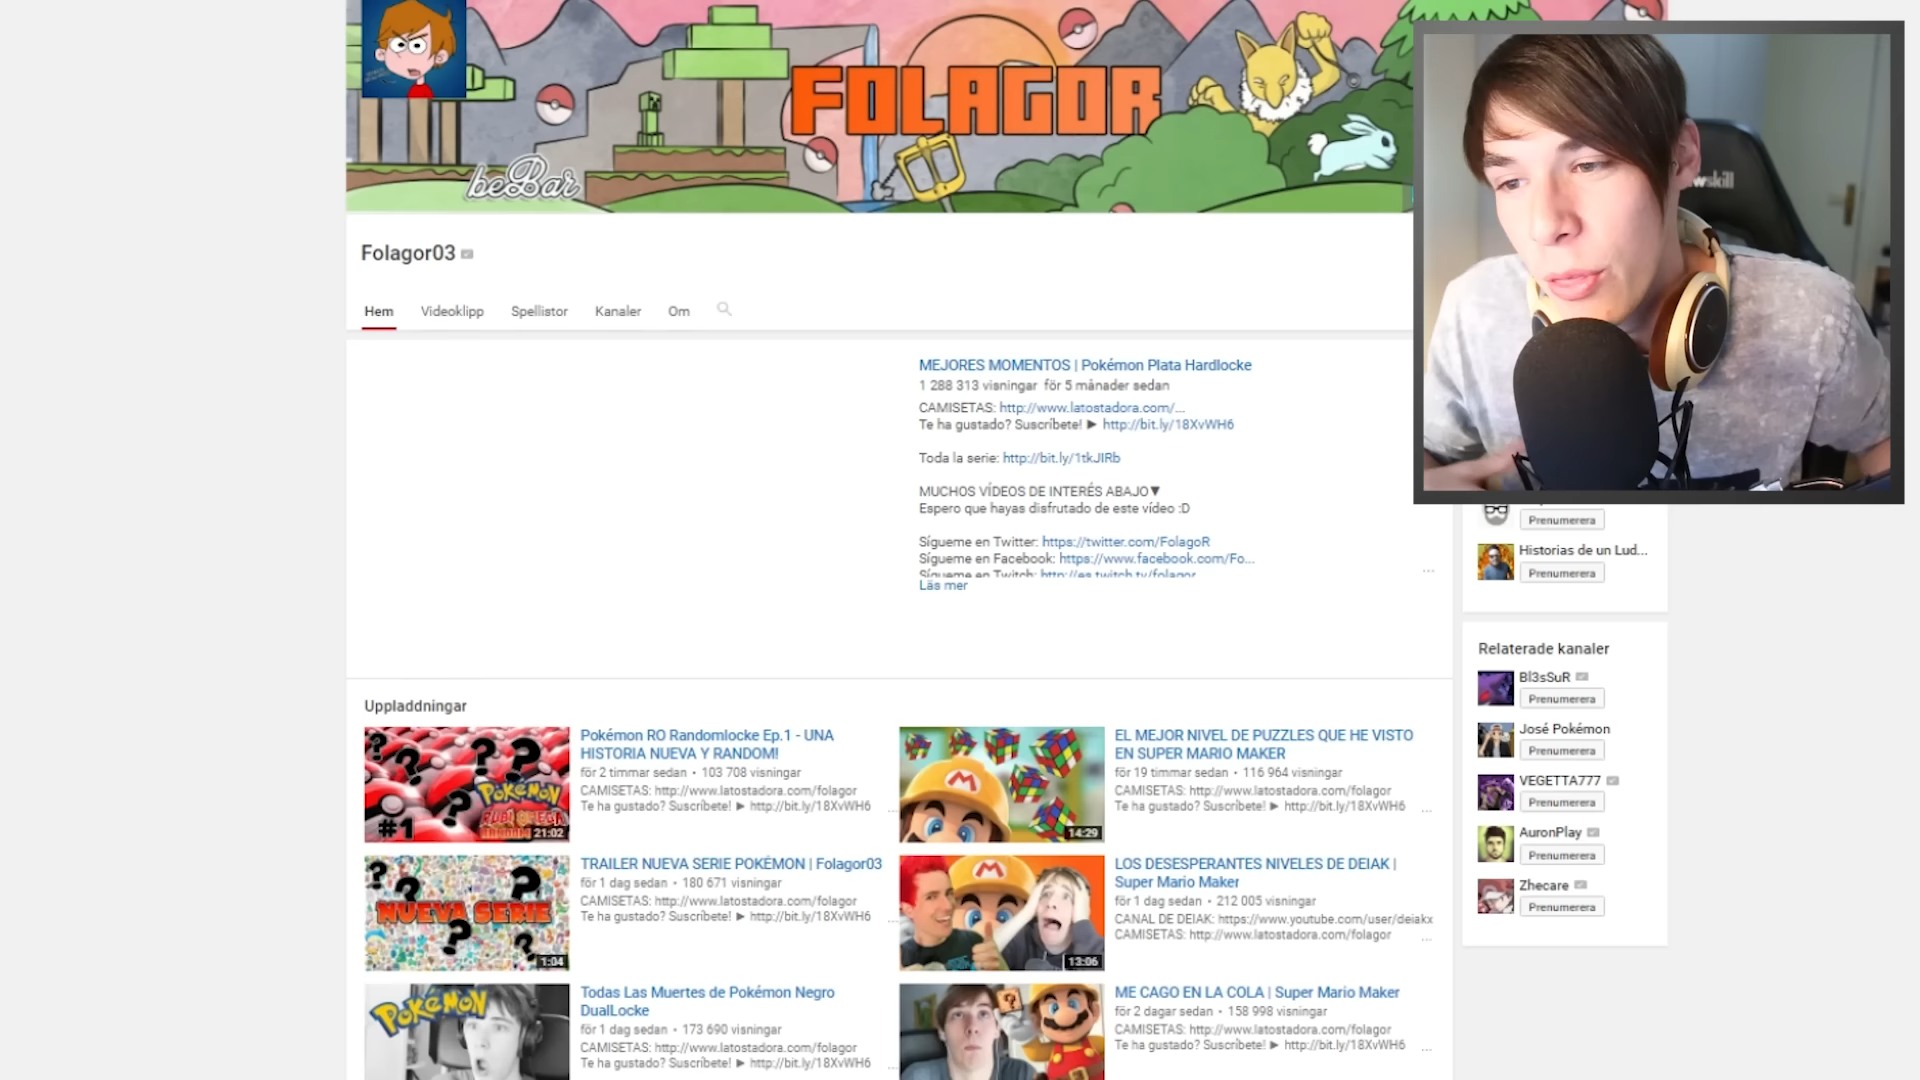 FOLAGOR
beBar
Folagor03
Hem
Videoklipp
Spellistor
Kanaler
Om
MEJORES MOMENTOS | Pokémon Plata Hardlocke
1 288 313 visningar för 5 månader sedan
CAMISETAS: http://www.latostadora.com/...
Te ha gustado? Suscríbete! ► http://bit.ly/18XvWH6
Toda la serie: http://bit.ly/1tkJIRb
MUCHOS VÍDEOS DE INTERÉS ABAJO▼
Espero que hayas disfrutado de este vídeo :D
Sígueme en Twitter: https://twitter.com/FolagoR
Sígueme en Facebook: https://www.facebook.com/Fo...
Sígueme en Twitch: http://es.twitch.tv/folagor
Läs mer
Prenumerera
Historias de un Lud...
Prenumerera
Relaterade kanaler
Bl3sSuR
Prenumerera
José Pokémon
Prenumerera
VEGETTA777
Prenumerera
AuronPlay
Prenumerera
Zhecare
Prenumerera
Uppladdningar
#1
POKéMON
RUBí OMEGA
RANDOM
21:02
Pokémon RO Randomlocke Ep.1 - UNA
HISTORIA NUEVA Y RANDOM!
för 2 timmar sedan • 103 708 visningar
CAMISETAS: http://www.latostadora.com/folagor
Te ha gustado? Suscríbete! ► http://bit.ly/18XvWH6
...
14:29
EL MEJOR NIVEL DE PUZZLES QUE HE VISTO
EN SUPER MARIO MAKER
för 19 timmar sedan • 116 964 visningar
CAMISETAS: http://www.latostadora.com/folagor
Te ha gustado? Suscríbete! ► http://bit.ly/18XvWH6
...
NUEVA SERIE
1:04
TRAILER NUEVA SERIE POKÉMON | Folagor03
för 1 dag sedan • 180 671 visningar
CAMISETAS: http://www.latostadora.com/folagor
Te ha gustado? Suscríbete! ► http://bit.ly/18XvWH6
...
13:06
LOS DESESPERANTES NIVELES DE DEIAK |
Super Mario Maker
för 1 dag sedan • 212 005 visningar
CANAL DE DEIAK: https://www.youtube.com/user/deiakx
CAMISETAS: http://www.latostadora.com/folagor
...
POKéMON
Todas Las Muertes de Pokémon Negro
DualLocke
för 1 dag sedan • 173 690 visningar
CAMISETAS: http://www.latostadora.com/folagor
Te ha gustado? Suscríbete! ► http://bit.ly/18XvWH6
...
ME CAGO EN LA COLA | Super Mario Maker
för 2 dagar sedan • 158 998 visningar
CAMISETAS: http://www.latostadora.com/folagor
Te ha gustado? Suscríbete! ► http://bit.ly/18XvWH6
...